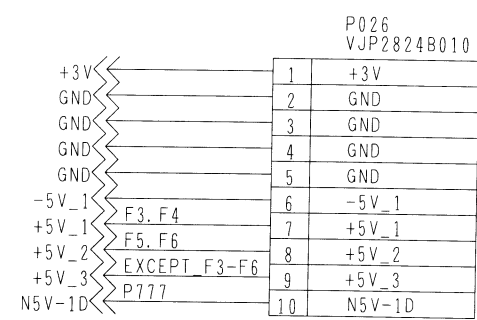 P026
VJP2824B010
+3V 1 +3V
GND 2 GND
GND 3 GND
GND 4 GND
GND 5 GND
-5V_1 6 -5V_1
+5V_1 F3.F4 7 +5V_1
+5V_2 F5.F6 8 +5V_2
+5V_3 EXCEPT_F3-F6 9 +5V_3
N5V-1D P777 10 N5V-1D